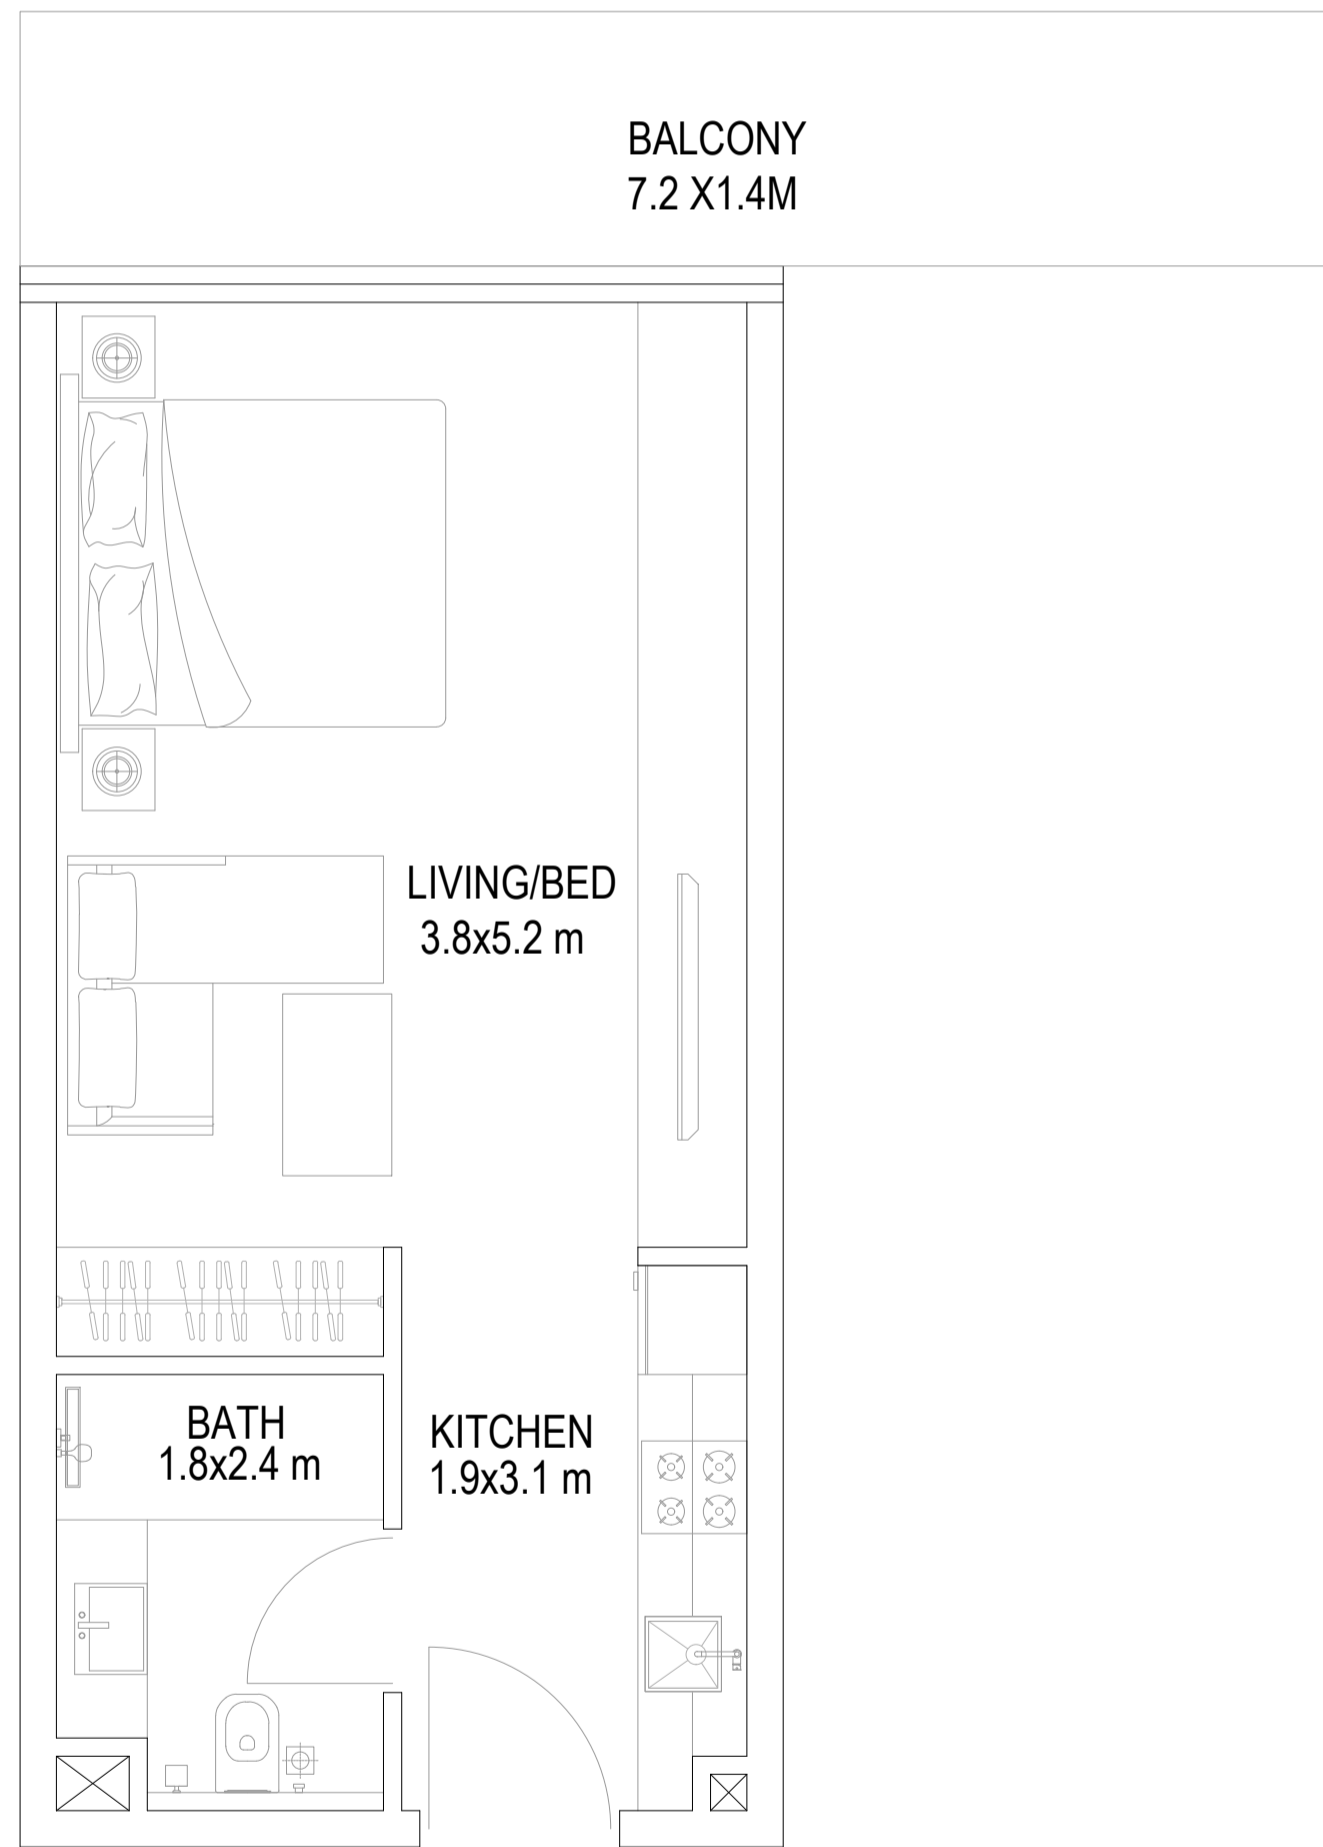 BALCONY
7.2 X1.4M
LIVING/BED
3.8x5.2 m
BATH
1.8x2.4 m
KITCHEN
1.9x3.1 m